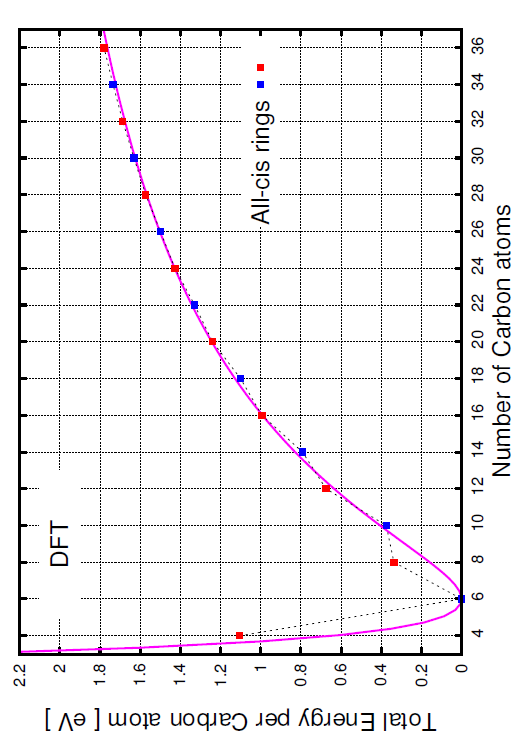 DFT
All-cis rings
Total Energy per Carbon atom [ eV ]
2.2
2
1.8
1.6
1.4
1.2
1
0.8
0.6
0.4
0.2
0
4 6 8 10 12 14 16 18 20 22 24 26 28 30 32 34 36
Number of Carbon atoms